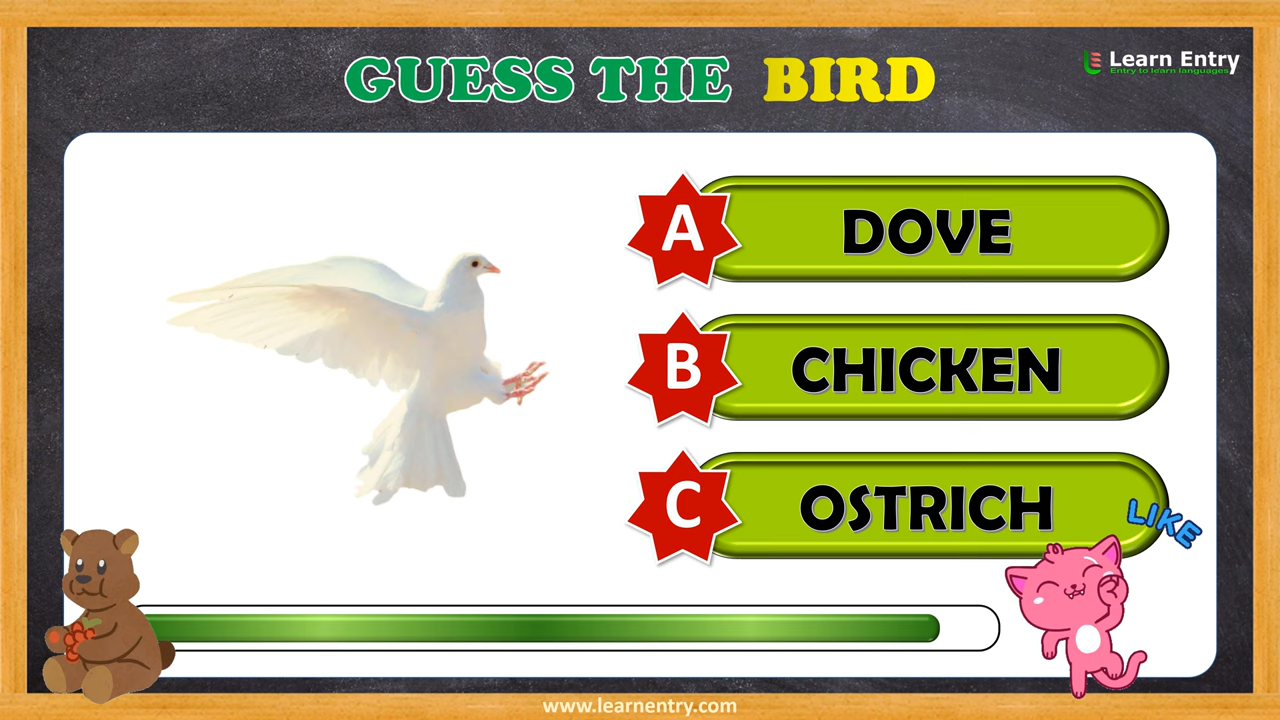 GUESS THE BIRD
Learn Entry
Entry to learn languages
A DOVE
B CHICKEN
C OSTRICH
LIKE
www.learnentry.com